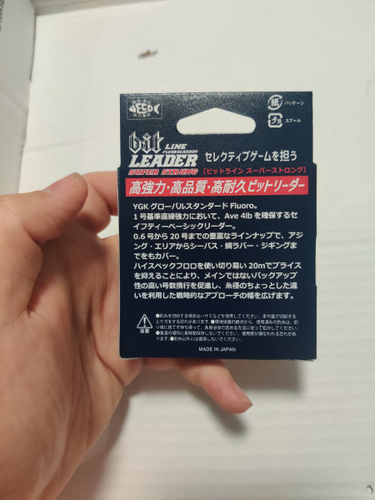 紙 パッケージ
プラ スプール
bit LINE
FLUOROCARBON
LEADER セレクティブゲームを担う
SUPER STRONG [ビットライン スーパーストロング]
高強力・高品質・高耐久ビットリーダー
YGK グローバルスタンダード Fluoro。
1号基準直線強力において、Ave 4lb を確保するセ
イフティーベーシックリーダー。
0.6号から20号までの豊富なラインナップで、アジ
ング・エリアからシーバス・鯛ラバー・ジギングま
でをもカバー。
ハイスペックフロロを使い切り易い20mでプライス
を抑えることにより、メインではないバックアップ
性の高い号数携行を促進し、糸径のちょっとした違
いを利用した戦略的なアプローチの幅を広げます。
注意
MADE IN JAPAN